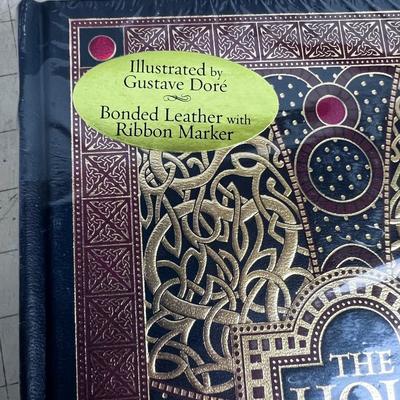 Illustrated by
Gustave Doré
Bonded Leather with
Ribbon Marker
THE